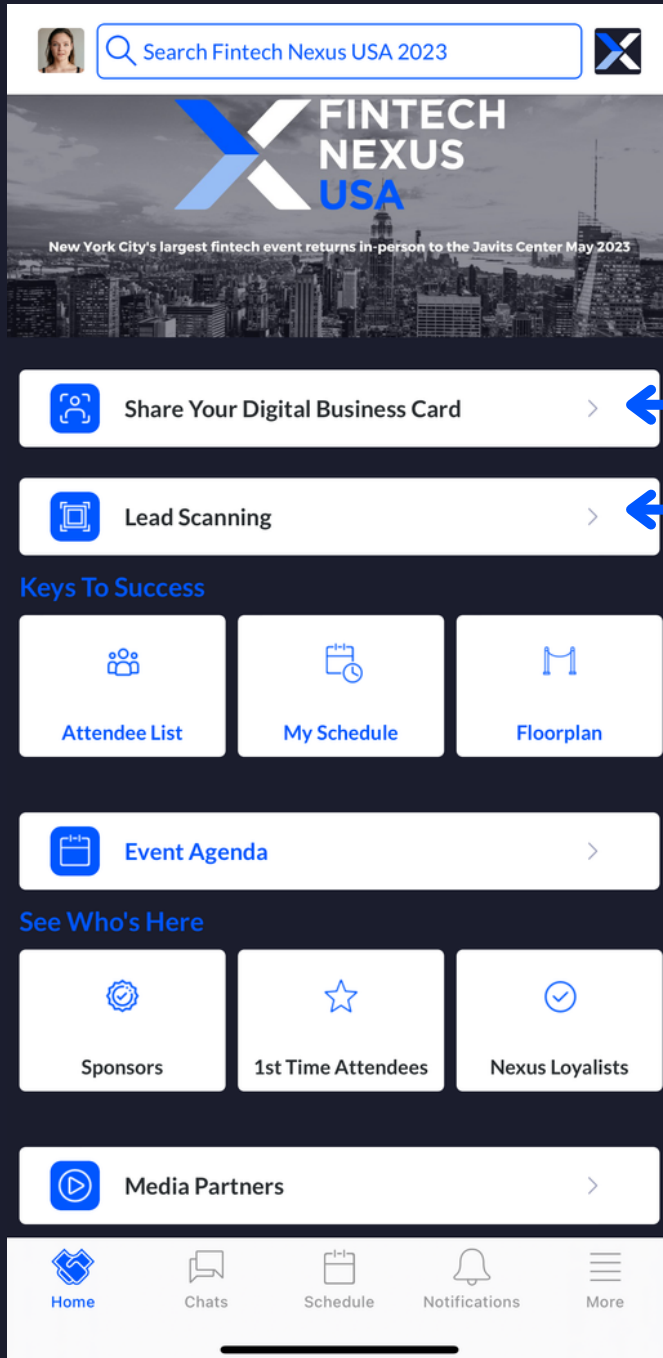 Search Fintech Nexus USA 2023
FINTECH
NEXUS
USA
New York City's largest fintech event returns in-person to the Javits Center May 2023
Share Your Digital Business Card
Lead Scanning
Keys To Success
Attendee List
My Schedule
Floorplan
Event Agenda
See Who's Here
Sponsors
1st Time Attendees
Nexus Loyalists
Media Partners
Home
Chats
Schedule
Notifications
More